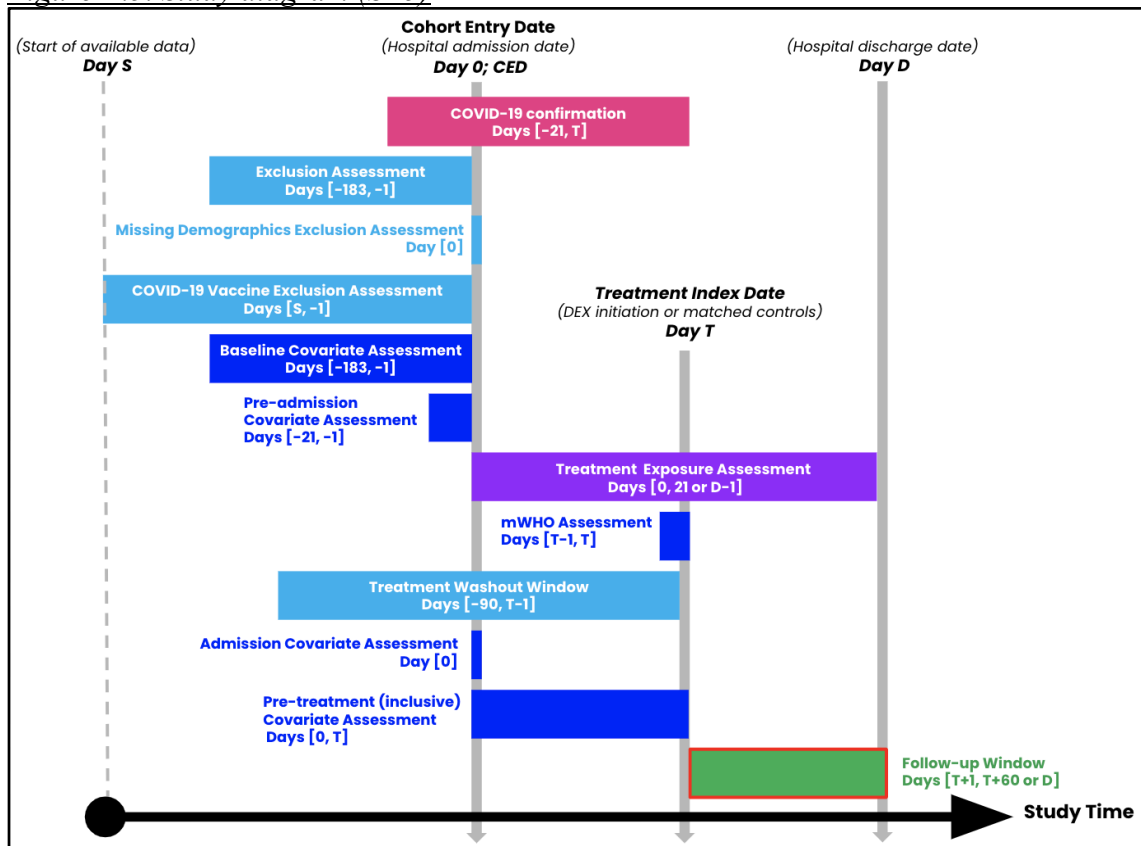 Cohort Entry Date
(Start of available data)
(Hospital admission date)
(Hospital discharge date)
Day S
Day 0; CED
Day D
COVID-19 confirmation
Days [-21, T]
Exclusion Assessment
Days [-183, -1]
Missing Demographics Exclusion Assessment
Day [0]
COVID-19 Vaccine Exclusion Assessment
Days [S, -1]
Treatment Index Date
(DEX initiation or matched controls)
Day T
Baseline Covariate Assessment
Days [-183, -1]
Pre-admission
Covariate Assessment
Days [-21, -1]
Treatment Exposure Assessment
Days [0, 21 or D-1]
mWHO Assessment
Days [T-1, T]
Treatment Washout Window
Days [-90, T-1]
Admission Covariate Assessment
Day [0]
Pre-treatment (inclusive)
Covariate Assessment
Days [0, T]
Follow-up Window
Days [T+1, T+60 or D]
Study Time